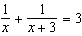 1/x + 1/(x + 3) = 3